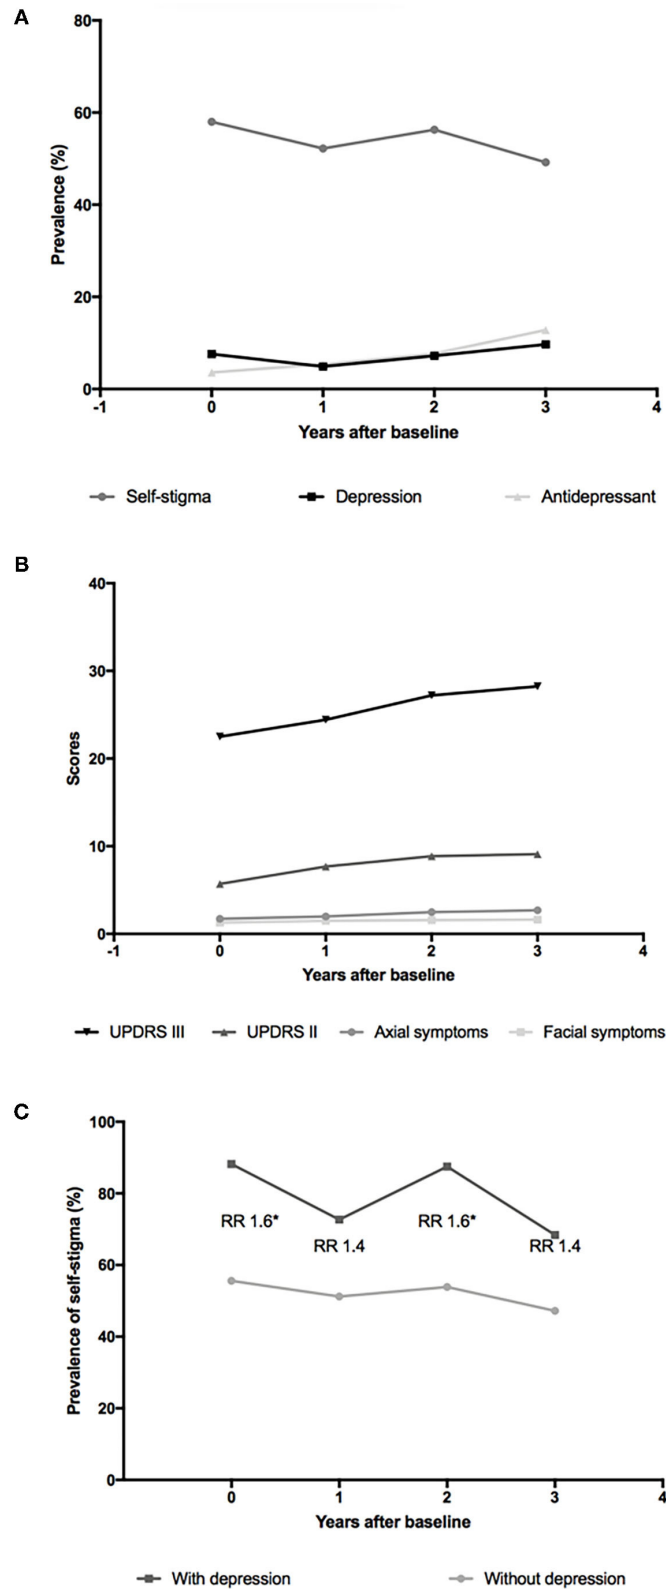 A
80
60
40
20
0
Prevalence (%)
-1 0 1 2 3 4
Years after baseline
Self-stigma Depression Antidepressant
B
40
30
20
10
0
Scores
-1 0 1 2 3 4
Years after baseline
UPDRS III UPDRS II Axial symptoms Facial symptoms
C
100
80
60
40
20
0
Prevalence of self-stigma (%)
RR 1.6* RR 1.4 RR 1.6* RR 1.4
0 1 2 3 4
Years after baseline
With depression Without depression